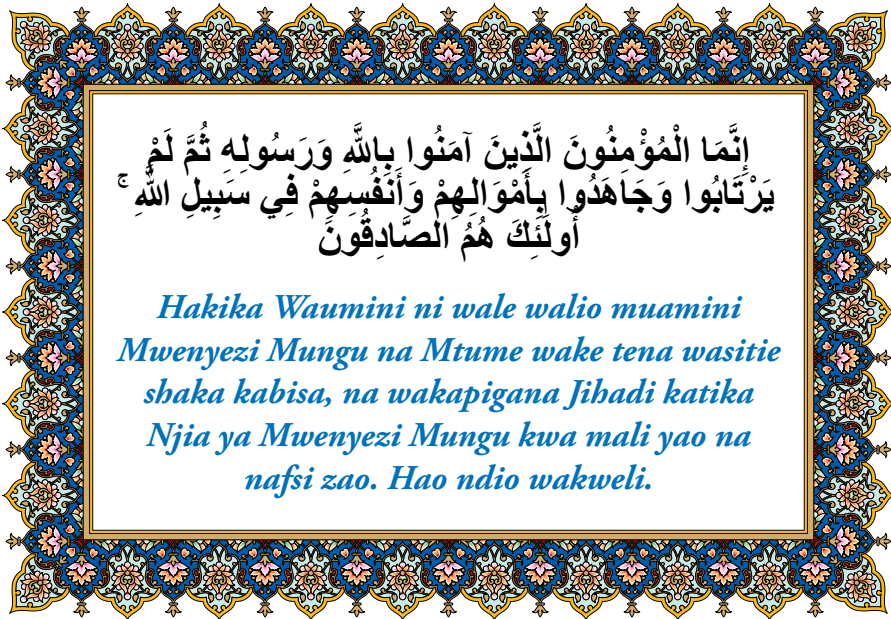 إِنَّمَا الْمُؤْمِنُونَ الَّذِينَ آمَنُوا بِاللَّهِ وَرَسُولِهِ ثُمَّ لَمْ
يَرْتَابُوا وَجَاهَدُوا بِأَمْوَالِهِمْ وَأَنْفُسِهِمْ فِي سَبِيلِ اللَّهِ ۚ
أُولَٰئِكَ هُمُ الصَّادِقُونَ
Hakika Waumini ni wale walio muamini
Mwenyezi Mungu na Mtume wake tena wasitie
shaka kabisa, na wakapigana Jihadi katika
Njia ya Mwenyezi Mungu kwa mali yao na
nafsi zao. Hao ndio wakweli.